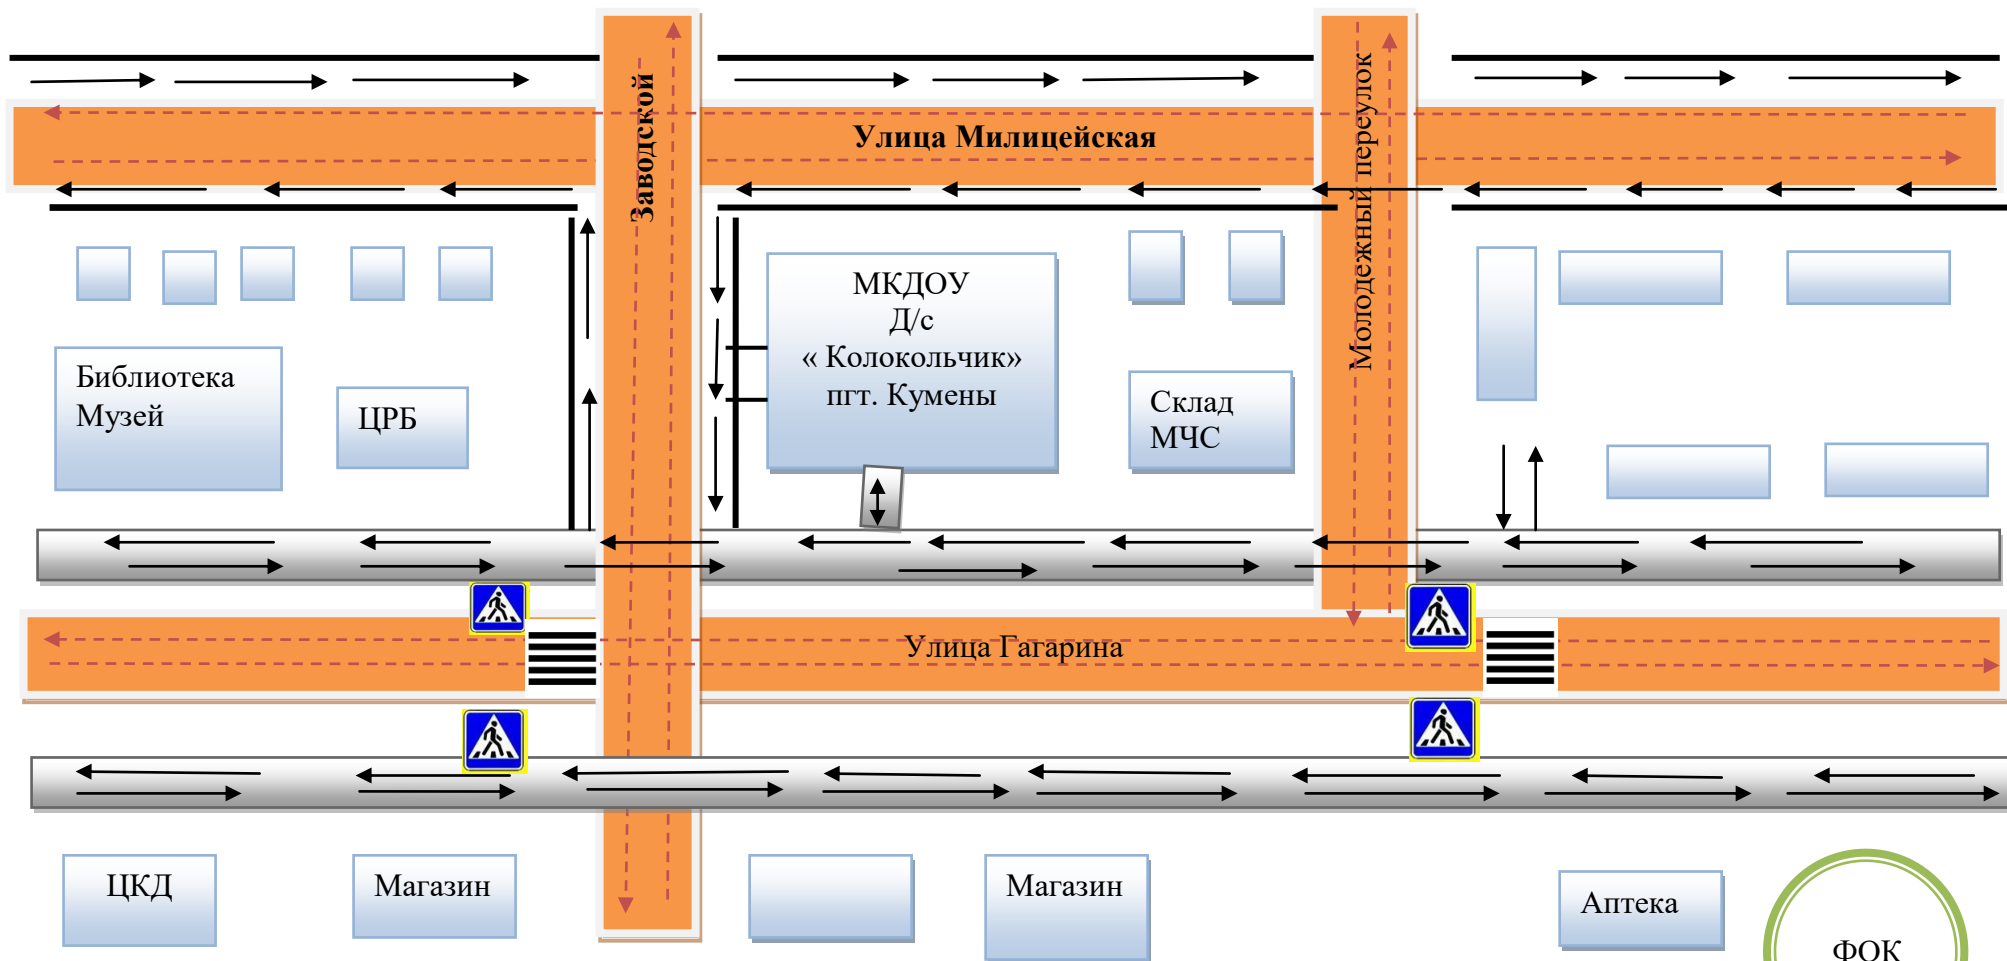 Заводской
Молодежный переулок
Улица Милицейская
МКДОУ
Д/с
« Колокольчик»
пгт. Кумены
Библиотека
Музей
ЦРБ
Склад
МЧС
Улица Гагарина
ЦКД
Магазин
Магазин
Аптека
ФОК